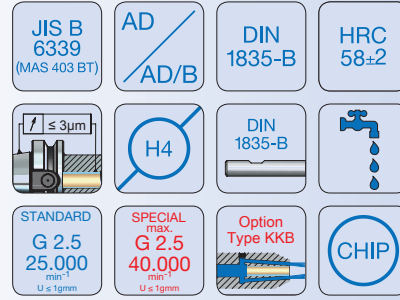 JIS B
6339
(MAS 403 BT)
AD
AD/B
DIN
1835-B
HRC
58±2
↗ ≤ 3µm
H4
DIN
1835-B
STANDARD
G 2.5
25.000
min⁻¹
U ≤ 1gmm
SPECIAL
max.
G 2.5
40.000
min⁻¹
U ≤ 1gmm
Option
Type KKB
CHIP